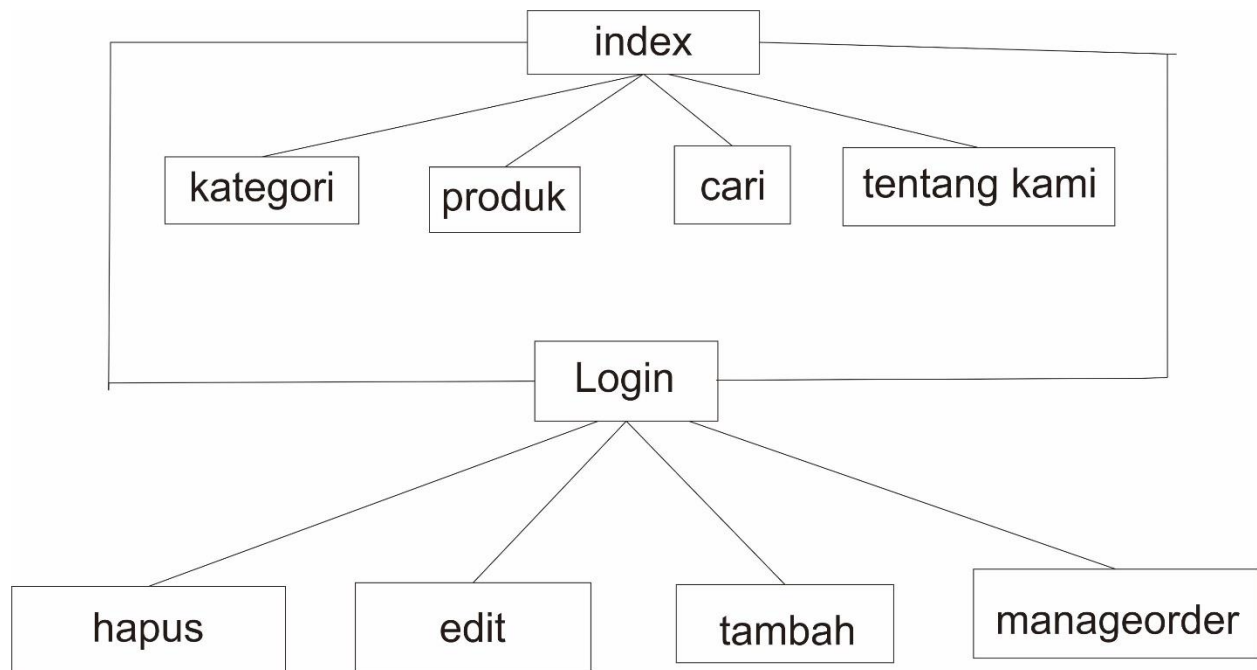 index
kategori
produk
cari
tentang kami
Login
hapus
edit
tambah
manageorder